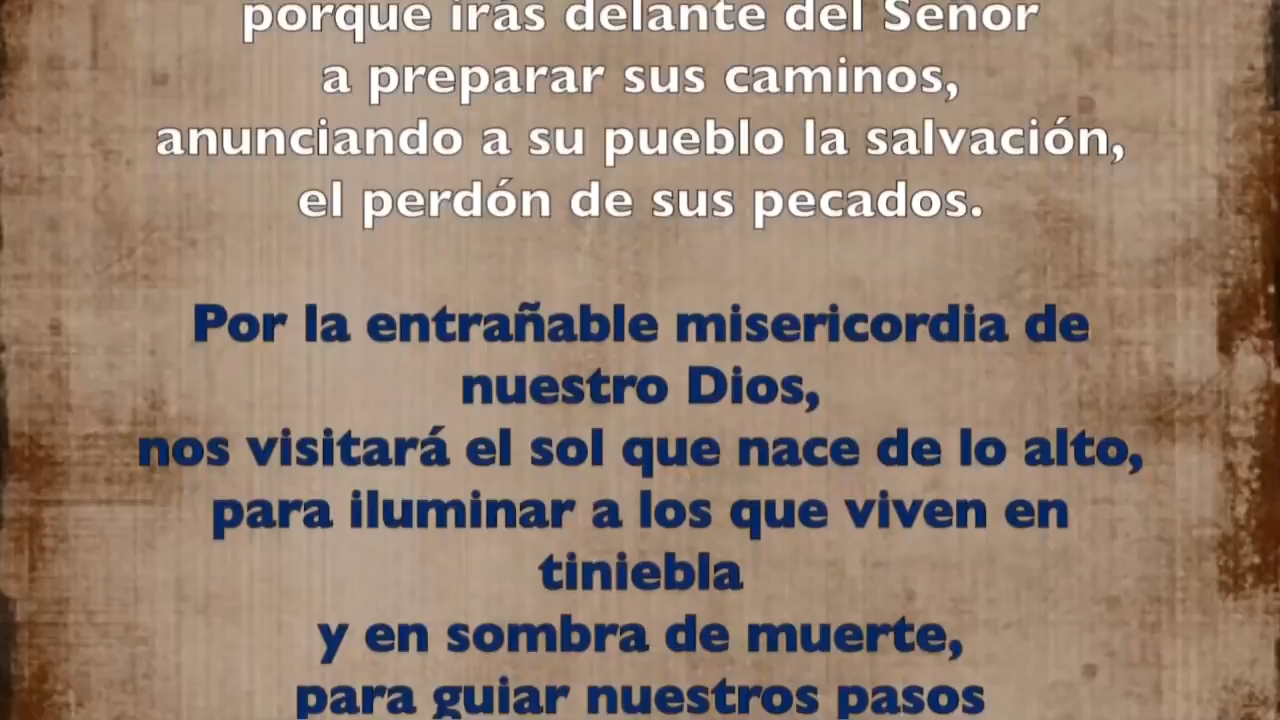 porque irás delante del Señor
a preparar sus caminos,
anunciando a su pueblo la salvación,
el perdón de sus pecados.
Por la entrañable misericordia de
nuestro Dios,
nos visitará el sol que nace de lo alto,
para iluminar a los que viven en
tiniebla
y en sombra de muerte,
para guiar nuestros pasos